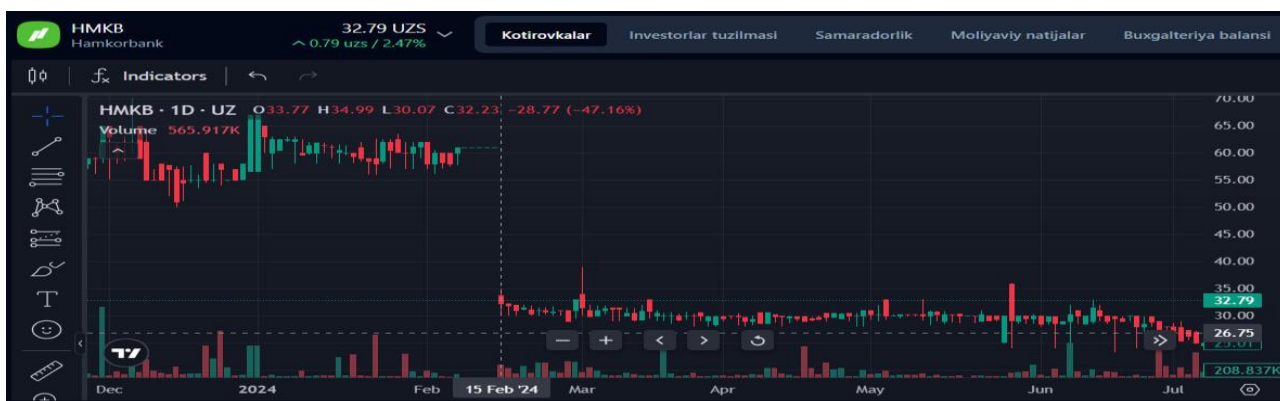 HMKB
Hamkorbank
32.79 UZS
0.79 uzs / 2.47%
Kotirovkalar
Investorlar tuzilmasi
Samaradorlik
Moliyaviy natijalar
Buxgalteriya balansi
Indicators
HMKB · 1D · UZ O33.77 H34.99 L30.07 C32.23 −28.77 (−47.16%)
Volume 565.917K
70.00
65.00
60.00
55.00
50.00
45.00
40.00
35.00
32.79
30.00
26.75
208.837K
Dec 2024 Feb 15 Feb '24 Mar Apr May Jun Jul